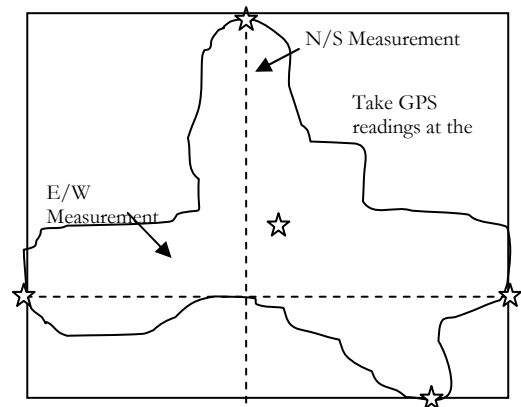 N/S Measurement
Take GPS
readings at the
E/W
Measurement